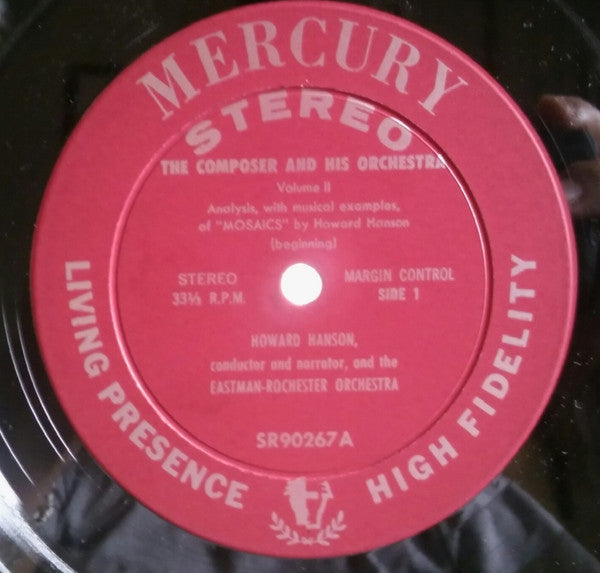 MERCURY
STEREO
THE COMPOSER AND HIS ORCHESTRA
Volume II
Analysis, with musical examples,
of "MOSAICS" by Howard Hanson
(beginning)
STEREO
33⅓ R.P.M.
MARGIN CONTROL
SIDE 1
HOWARD HANSON,
conductor and narrator, and the
EASTMAN-ROCHESTER ORCHESTRA
SR90267A
LIVING PRESENCE
HIGH FIDELITY